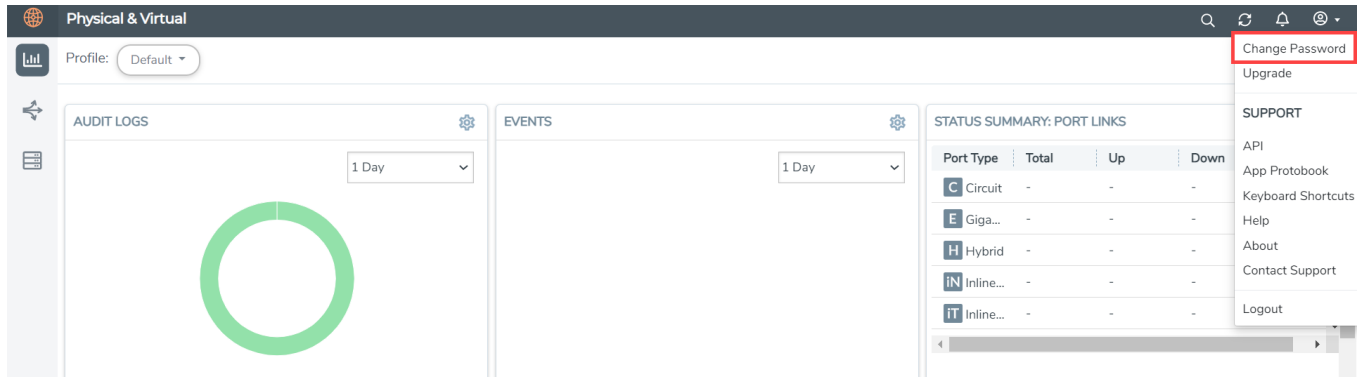 Physical & Virtual
Profile:
Default
Change Password
Upgrade
SUPPORT
API
App Protobook
Keyboard Shortcuts
Help
About
Contact Support
Logout
AUDIT LOGS
1 Day
EVENTS
1 Day
STATUS SUMMARY: PORT LINKS
Port Type Total Up Down
C Circuit - - -
E Giga... - - -
H Hybrid - - -
iN Inline... - - -
iT Inline... - - -